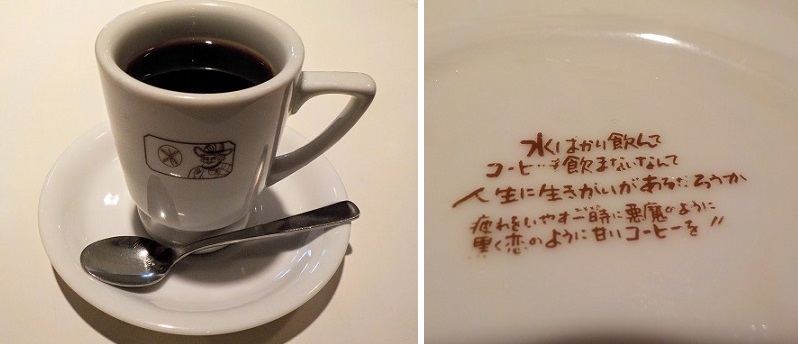 水ばかり飲んで
コーヒーも飲まないなんて
人生に生きがいがあるだろうか
疲れをいやす一時に悪魔のように
黒く恋のように甘いコーヒーを〃